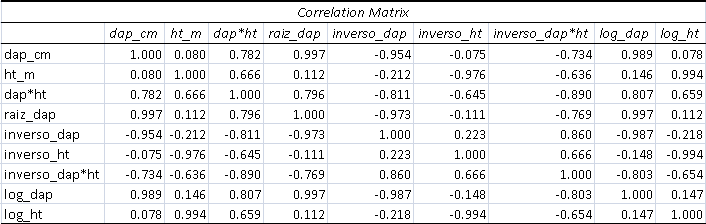 Correlation Matrix
dap_cm ht_m dap*ht raiz_dap inverso_dap inverso_ht inverso_dap*ht log_dap log_ht
dap_cm 1.000 0.080 0.782 0.997 -0.954 -0.075 -0.734 0.989 0.078
ht_m 0.080 1.000 0.666 0.112 -0.212 -0.976 -0.636 0.146 0.994
dap*ht 0.782 0.666 1.000 0.796 -0.811 -0.645 -0.890 0.807 0.659
raiz_dap 0.997 0.112 0.796 1.000 -0.973 -0.111 -0.769 0.997 0.112
inverso_dap -0.954 -0.212 -0.811 -0.973 1.000 0.223 0.860 -0.987 -0.218
inverso_ht -0.075 -0.976 -0.645 -0.111 0.223 1.000 0.666 -0.148 -0.994
inverso_dap*ht -0.734 -0.636 -0.890 -0.769 0.860 0.666 1.000 -0.803 -0.654
log_dap 0.989 0.146 0.807 0.997 -0.987 -0.148 -0.803 1.000 0.147
log_ht 0.078 0.994 0.659 0.112 -0.218 -0.994 -0.654 0.147 1.000